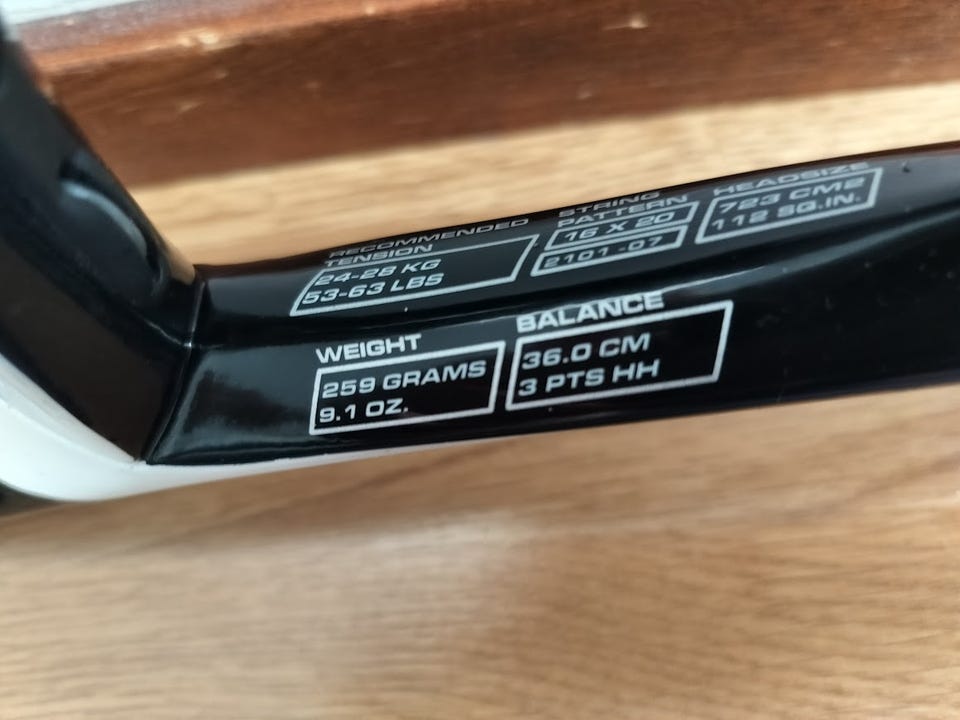 RECOMMENDED
TENSION
24-28 KG
53-63 LBS
STRING
PATTERN
16 X 20
2101-07
HEADSIZE
723 CM2
112 SQ.IN.
WEIGHT
259 GRAMS
9.1 OZ.
BALANCE
36.0 CM
3 PTS HH